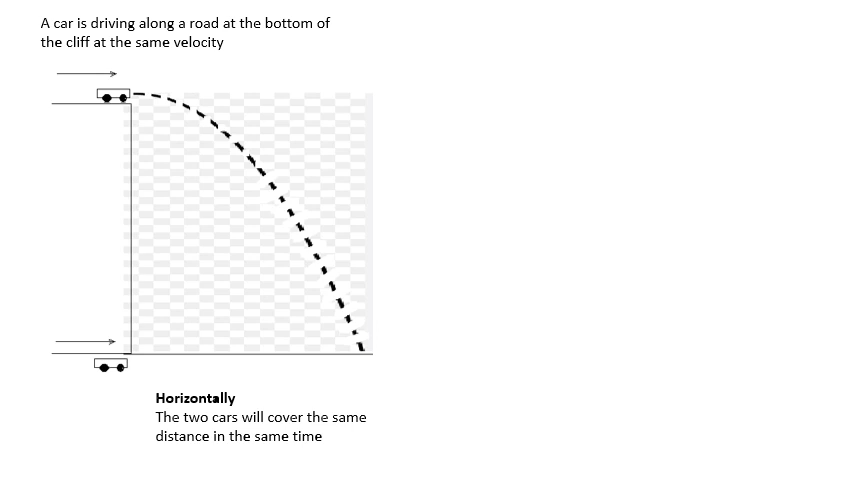 A car is driving along a road at the bottom of
the cliff at the same velocity
Horizontally
The two cars will cover the same
distance in the same time